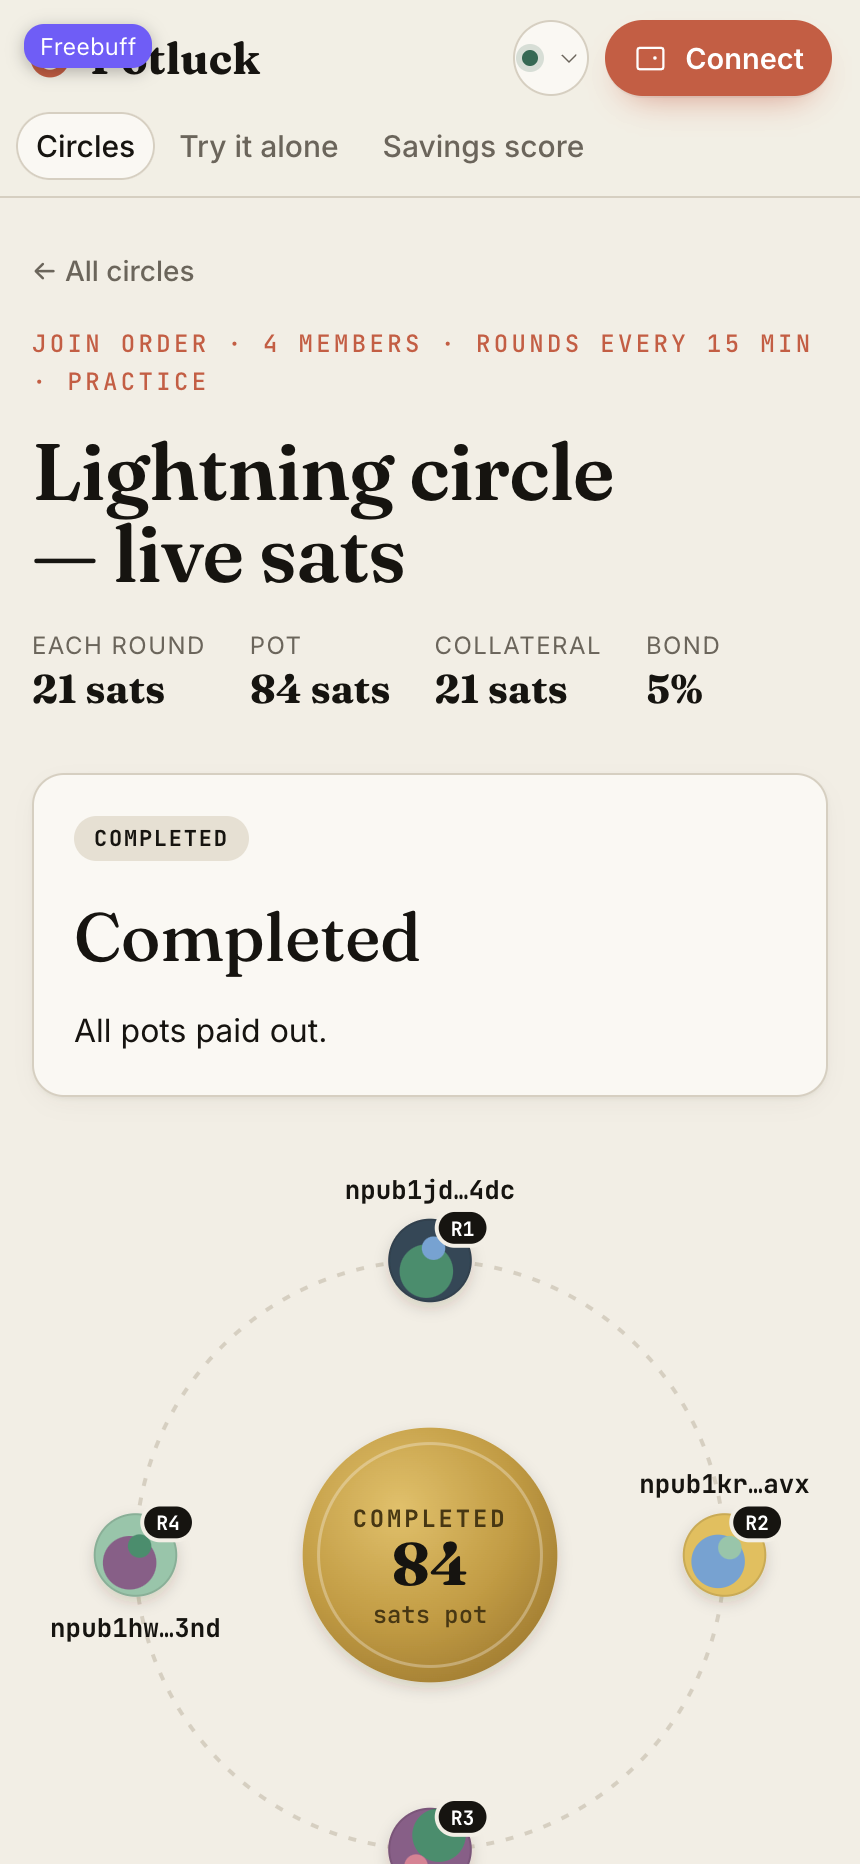 Freebuff
Potluck
Connect
Circles
Try it alone
Savings score
← All circles
JOIN ORDER · 4 MEMBERS · ROUNDS EVERY 15 MIN
· PRACTICE
Lightning circle
— live sats
EACH ROUND
21 sats
POT
84 sats
COLLATERAL
21 sats
BOND
5%
COMPLETED
Completed
All pots paid out.
npub1jd…4dc
R1
npub1kr…avx
R2
COMPLETED
84
sats pot
R4
npub1hw…3nd
R3